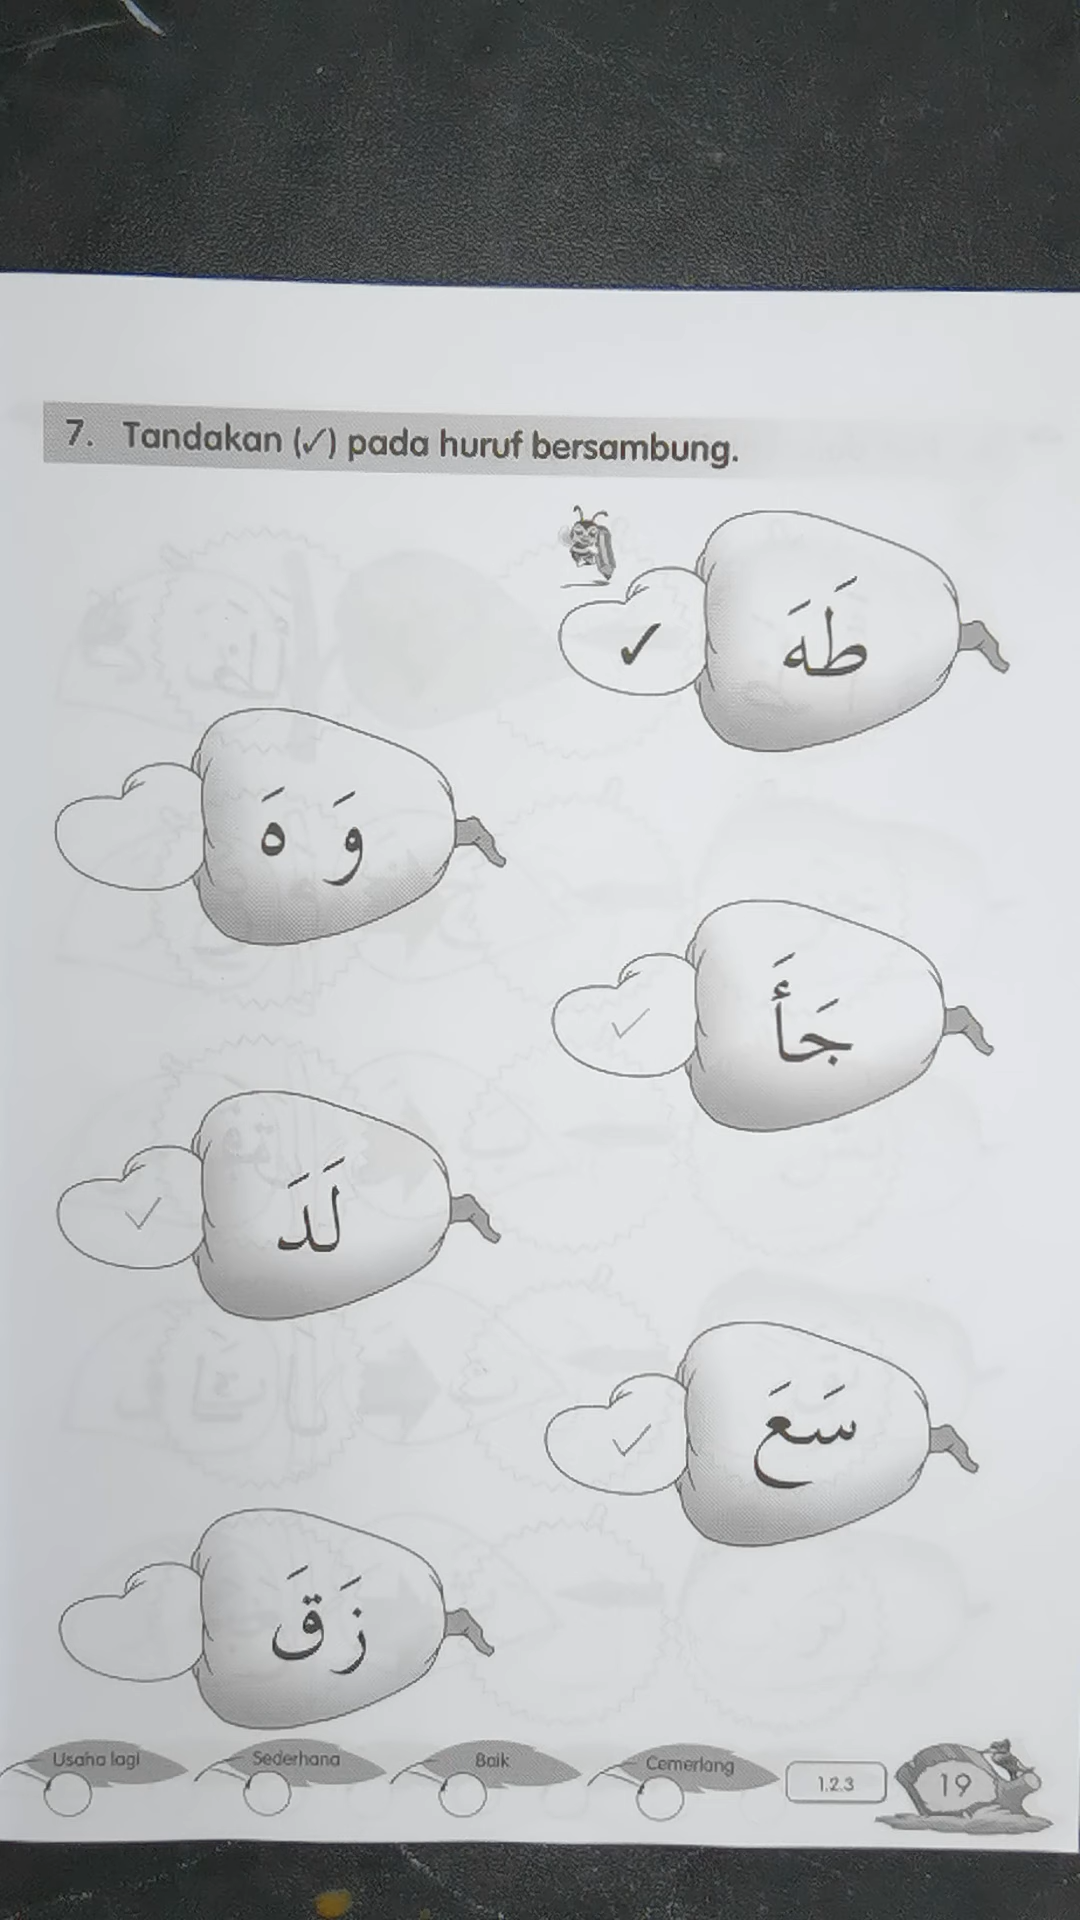 7. Tandakan (✓) pada huruf bersambung.
✓ طَهَ
وَ هَ
✓ جَأَ
✓ لَدَ
✓ سَعَ
زَ قَ
Usaha lagi Sederhana Baik Cemerlang 1.2.3 19